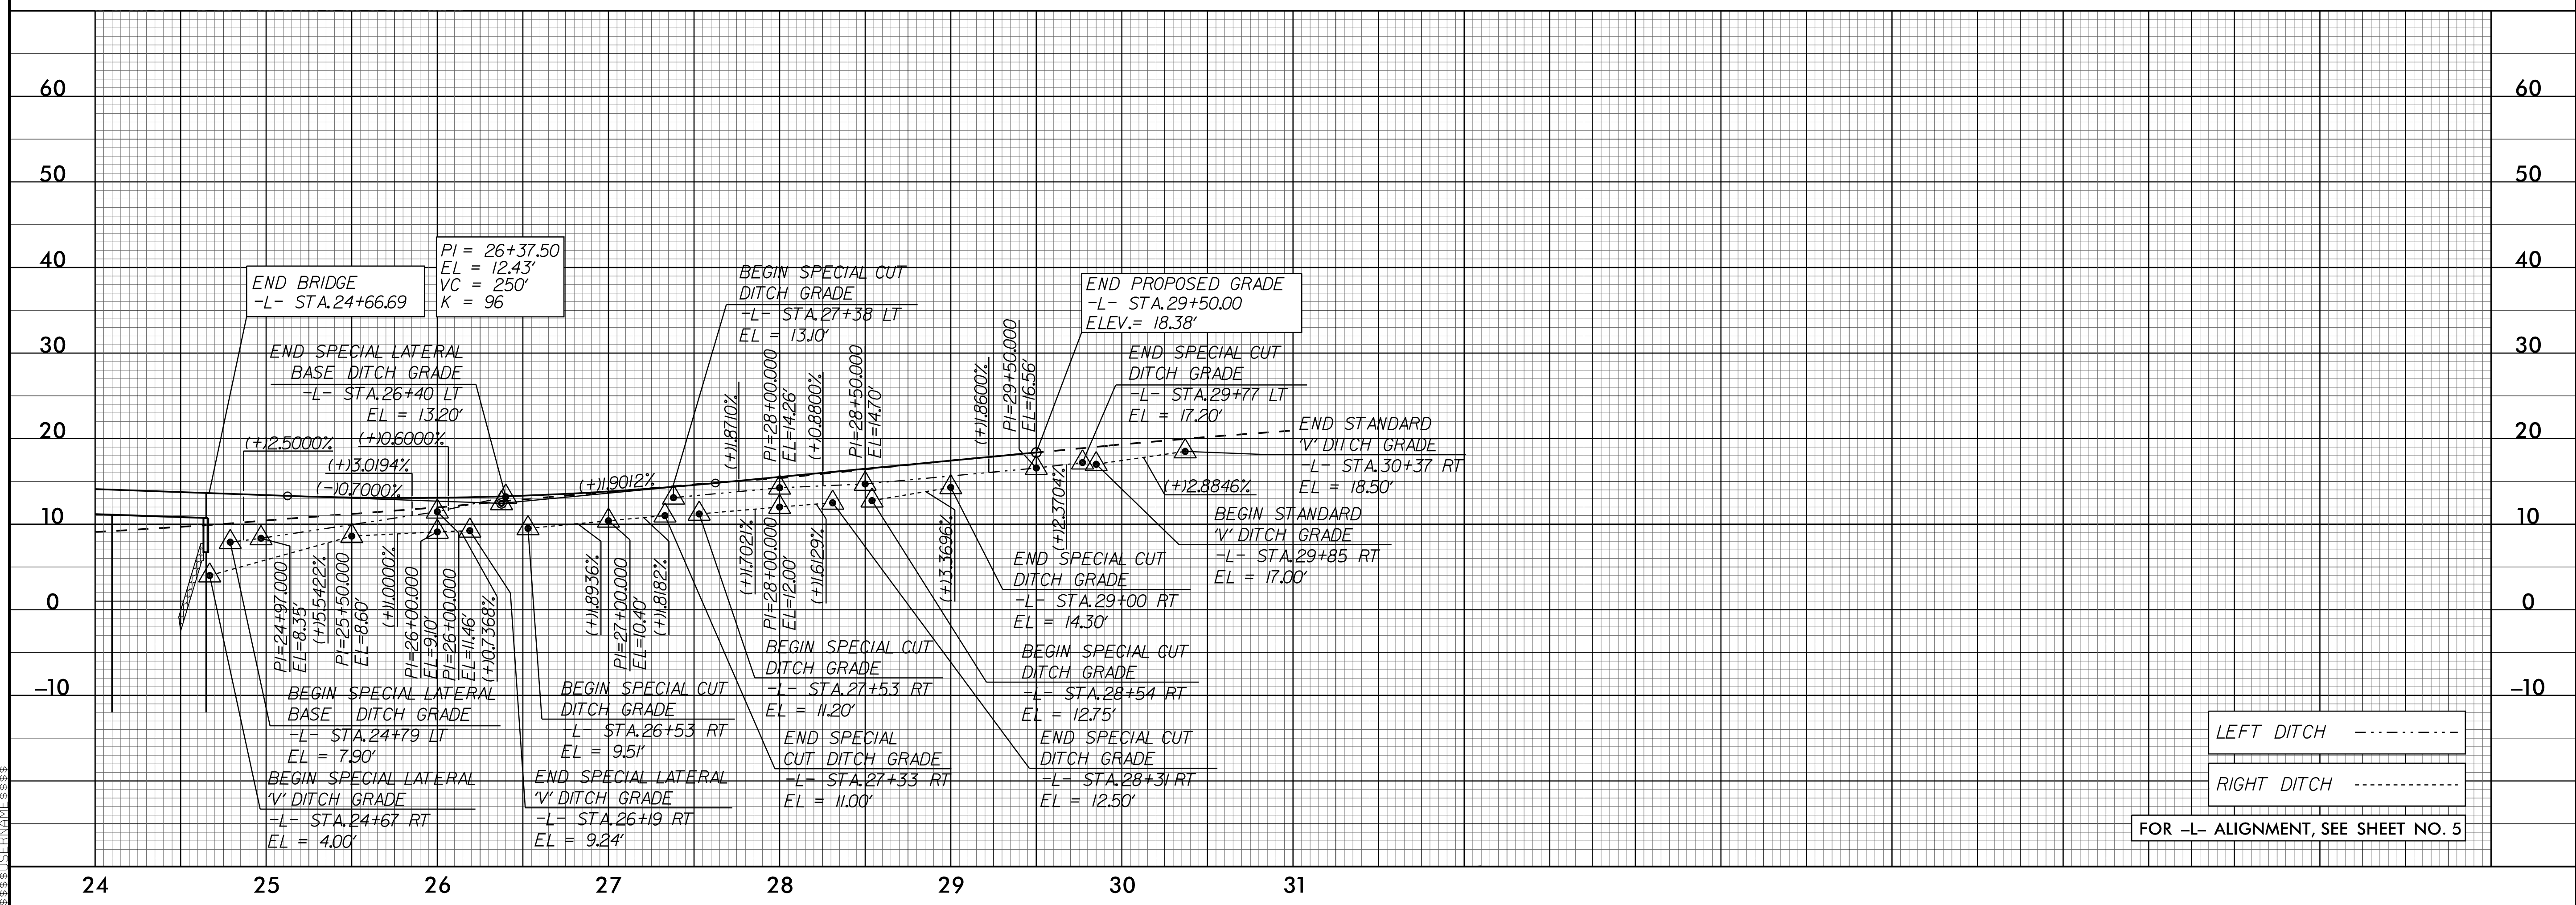 60
50
40
30
20
10
0
-10
60
50
40
30
20
10
0
-10
END BRIDGE
-L- STA.24+66.69
PI = 26+37.50
EL = 12.43'
VC = 250'
K = 96
BEGIN SPECIAL CUT
DITCH GRADE
-L- STA.27+38 LT
EL = 13.10'
END PROPOSED GRADE
-L- STA.29+50.00
ELEV.= 18.38'
END SPECIAL LATERAL
BASE DITCH GRADE
-L- STA.26+40 LT
EL = 13.20'
END SPECIAL CUT
DITCH GRADE
-L- STA.29+77 LT
EL = 17.20'
END STANDARD
'V' DITCH GRADE
-L- STA.30+37 RT
EL = 18.50'
(+)2.5000%
(+)0.6000%
(+)3.0194%
(-)0.7000%
(+)1.9012%
(+)1.8710%
PI=28+00.000
EL=14.26'
(+)0.8800%
PI=28+50.000
EL=14.70'
(+)1.8600%
PI=29+50.000
EL=16.56'
(+)2.8846%
BEGIN STANDARD
'V' DITCH GRADE
-L- STA.29+85 RT
EL = 17.00'
PI=24+97.000
EL=8.35'
(+)5.5422%
PI=25+50.000
EL=8.60'
(+)1.0000%
PI=26+00.000
EL=9.10'
PI=26+00.000
EL=11.46'
(+)0.7368%
(+)1.8936%
PI=27+00.000
EL=10.40'
(+)1.8182%
(+)1.7021%
PI=28+00.000
EL=12.00'
(+)1.6129%
(+)3.3696%
(+)2.3704%
END SPECIAL CUT
DITCH GRADE
-L- STA.29+00 RT
EL = 14.30'
BEGIN SPECIAL LATERAL
BASE DITCH GRADE
-L- STA.24+79 LT
EL = 7.90'
BEGIN SPECIAL LATERAL
'V' DITCH GRADE
-L- STA.24+67 RT
EL = 4.00'
BEGIN SPECIAL CUT
DITCH GRADE
-L- STA.26+53 RT
EL = 9.51'
END SPECIAL LATERAL
'V' DITCH GRADE
-L- STA.26+19 RT
EL = 9.24'
BEGIN SPECIAL CUT
DITCH GRADE
-L- STA.27+53 RT
EL = 11.20'
END SPECIAL
CUT DITCH GRADE
-L- STA.27+33 RT
EL = 11.00'
BEGIN SPECIAL CUT
DITCH GRADE
-L- STA.28+54 RT
EL = 12.75'
END SPECIAL CUT
DITCH GRADE
-L- STA.28+31 RT
EL = 12.50'
LEFT DITCH
RIGHT DITCH
FOR -L- ALIGNMENT, SEE SHEET NO. 5
24 25 26 27 28 29 30 31
$$$$USERNAME$$$$